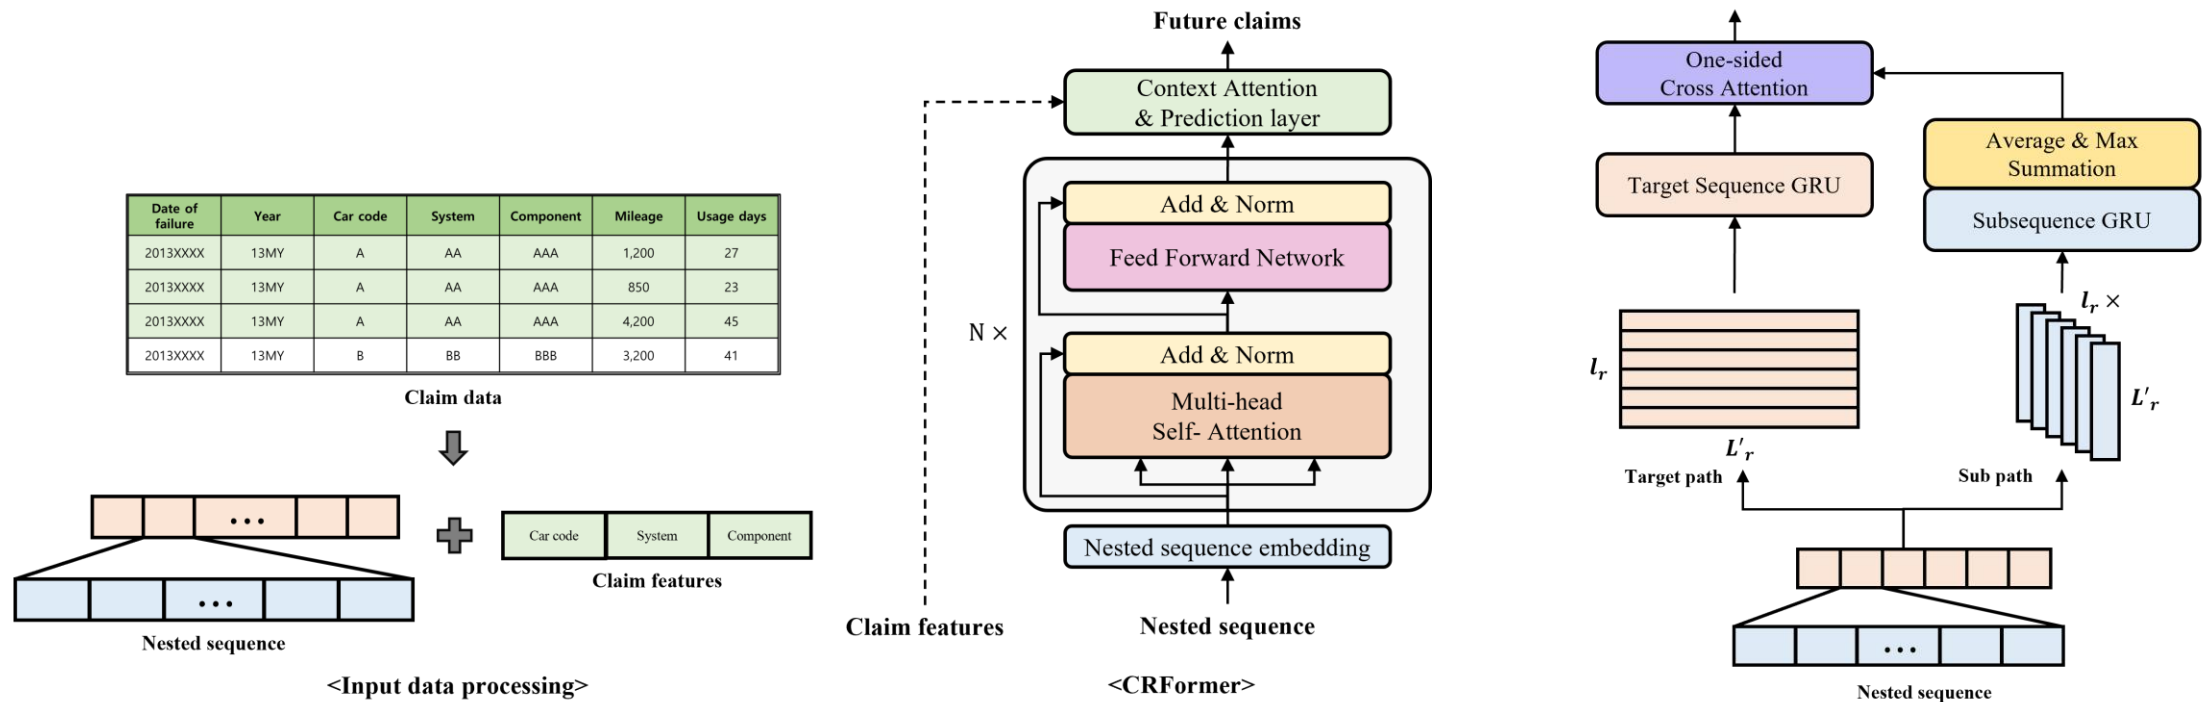 Date of failure Year Car code System Component Mileage Usage days
2013XXXX 13MY A AA AAA 1,200 27
2013XXXX 13MY A AA AAA 850 23
2013XXXX 13MY A AA AAA 4,200 45
2013XXXX 13MY B BB BBB 3,200 41
Claim data
...
Car code System Component
Claim features
...
Nested sequence
<Input data processing>
Future claims
Context Attention
& Prediction layer
Add & Norm
Feed Forward Network
N ×
Add & Norm
Multi-head
Self- Attention
Nested sequence embedding
Claim features
Nested sequence
<CRFormer>
One-sided
Cross Attention
Average & Max
Summation
Target Sequence GRU
Subsequence GRU
l_r ×
l_r
L'_r
L'_r
Target path
Sub path
...
Nested sequence